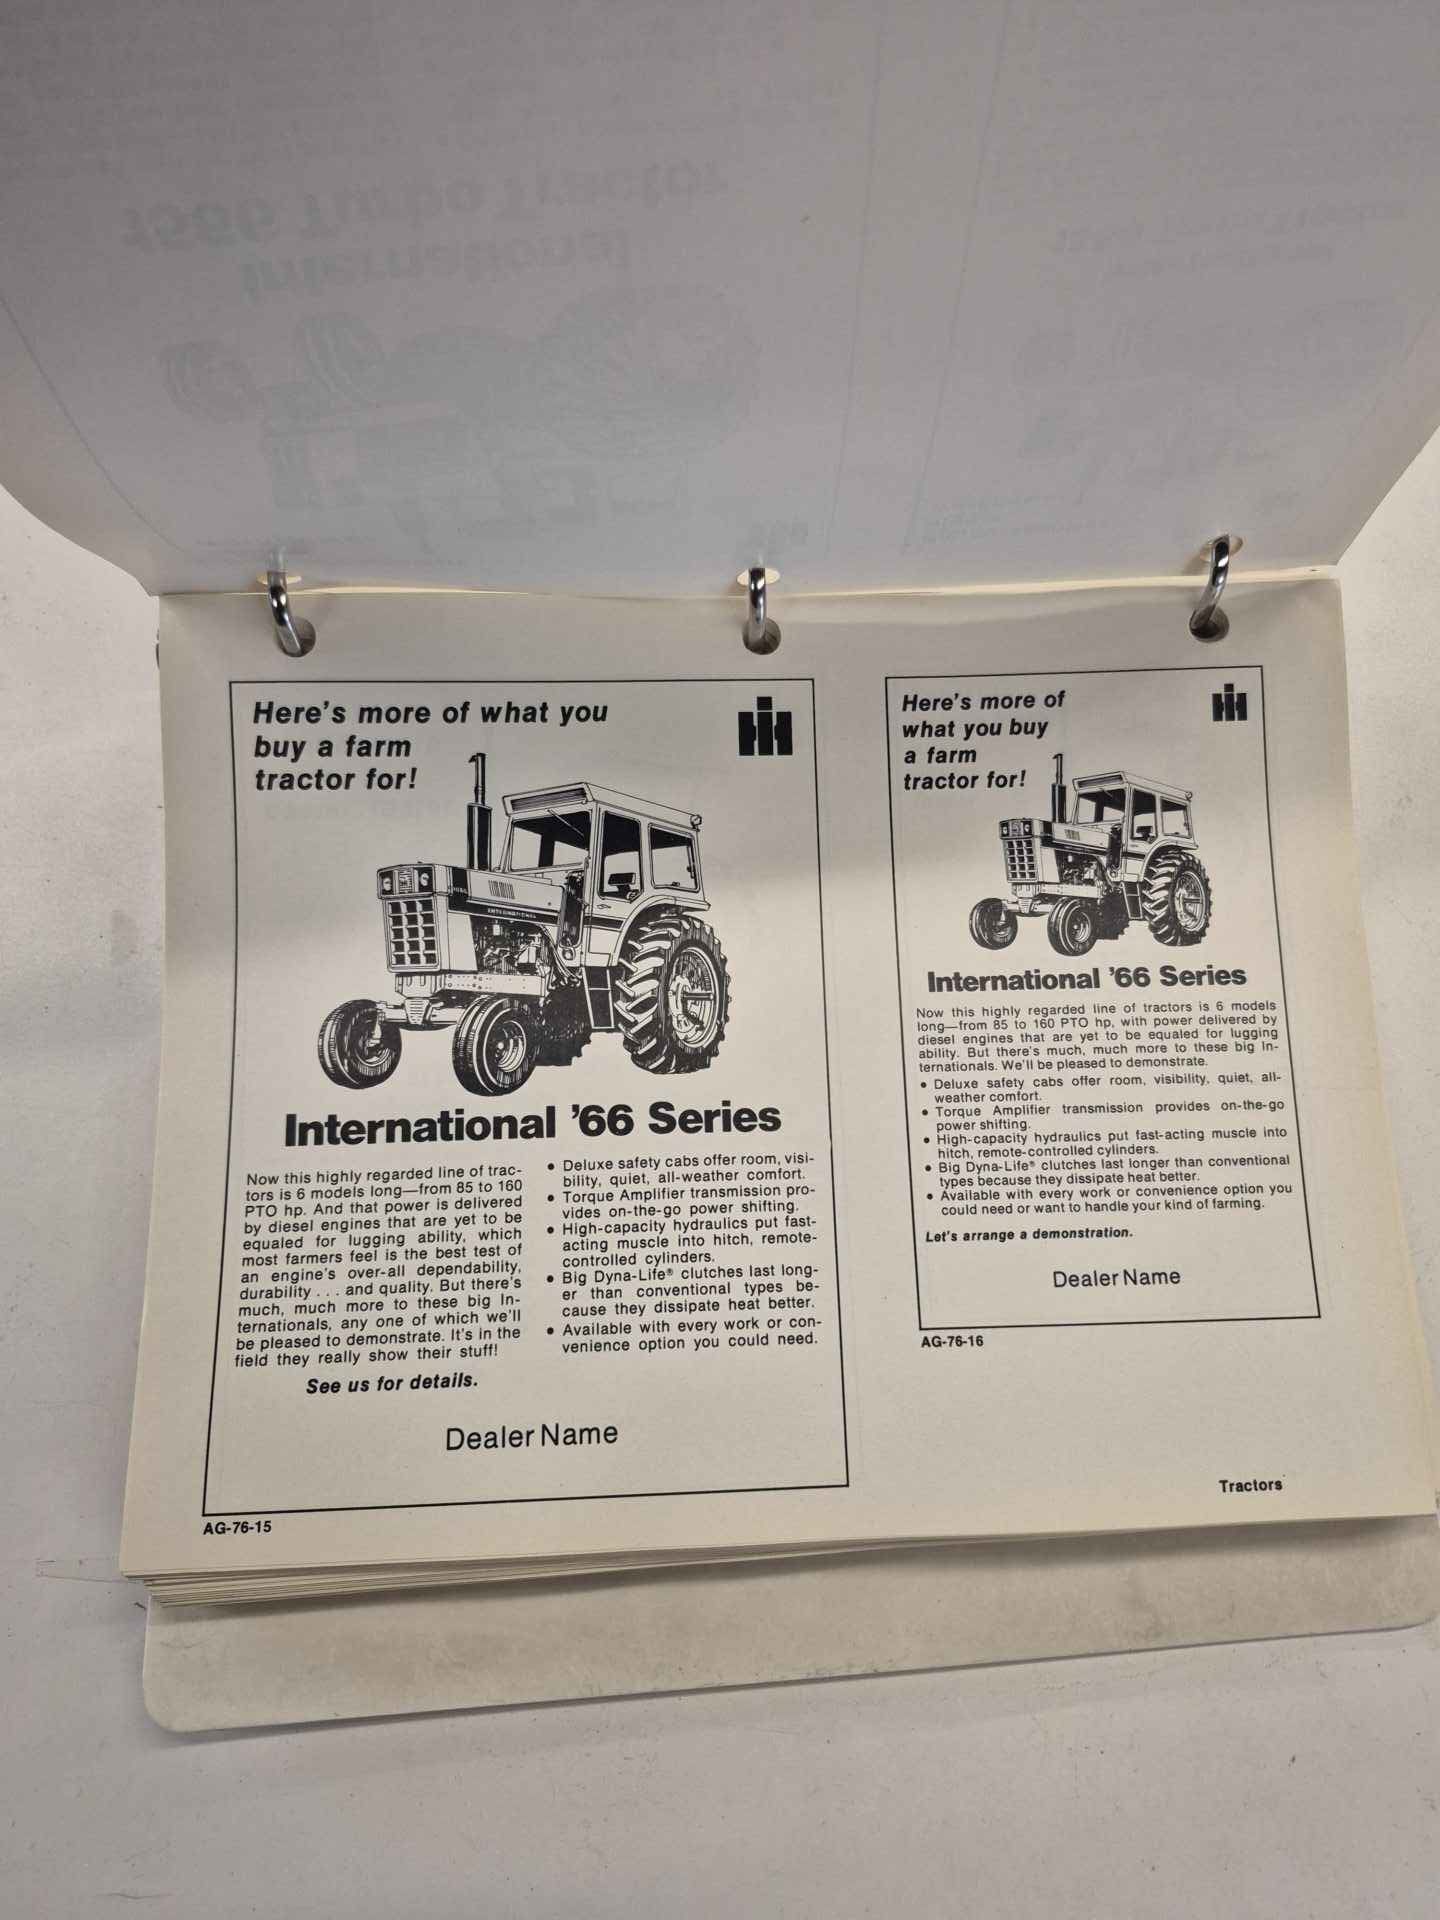 1566 Turbo Tractor
International
Here's more of what you
buy a farm
tractor for!
INTERNATIONAL
International '66 Series
Now this highly regarded line of trac-
tors is 6 models long—from 85 to 160
PTO hp. And that power is delivered
by diesel engines that are yet to be
equaled for lugging ability, which
most farmers feel is the best test of
an engine's over-all dependability,
durability . . . and quality. But there's
much, much more to these big In-
ternationals, any one of which we'll
be pleased to demonstrate. It's in the
field they really show their stuff!
See us for details.
• Deluxe safety cabs offer room, visi-
bility, quiet, all-weather comfort.
• Torque Amplifier transmission pro-
vides on-the-go power shifting.
• High-capacity hydraulics put fast-
acting muscle into hitch, remote-
controlled cylinders.
• Big Dyna-Life® clutches last long-
er than conventional types be-
cause they dissipate heat better.
• Available with every work or con-
venience option you could need.
Dealer Name
AG-76-15
Here's more of
what you buy
a farm
tractor for!
International '66 Series
Now this highly regarded line of tractors is 6 models
long—from 85 to 160 PTO hp, with power delivered by
diesel engines that are yet to be equaled for lugging
ability. But there's much, much more to these big In-
ternationals. We'll be pleased to demonstrate.
• Deluxe safety cabs offer room, visibility, quiet, all-
weather comfort.
• Torque Amplifier transmission provides on-the-go
power shifting.
• High-capacity hydraulics put fast-acting muscle into
hitch, remote-controlled cylinders.
• Big Dyna-Life® clutches last longer than conventional
types because they dissipate heat better.
• Available with every work or convenience option you
could need or want to handle your kind of farming.
Let's arrange a demonstration.
Dealer Name
AG-76-16
Tractors